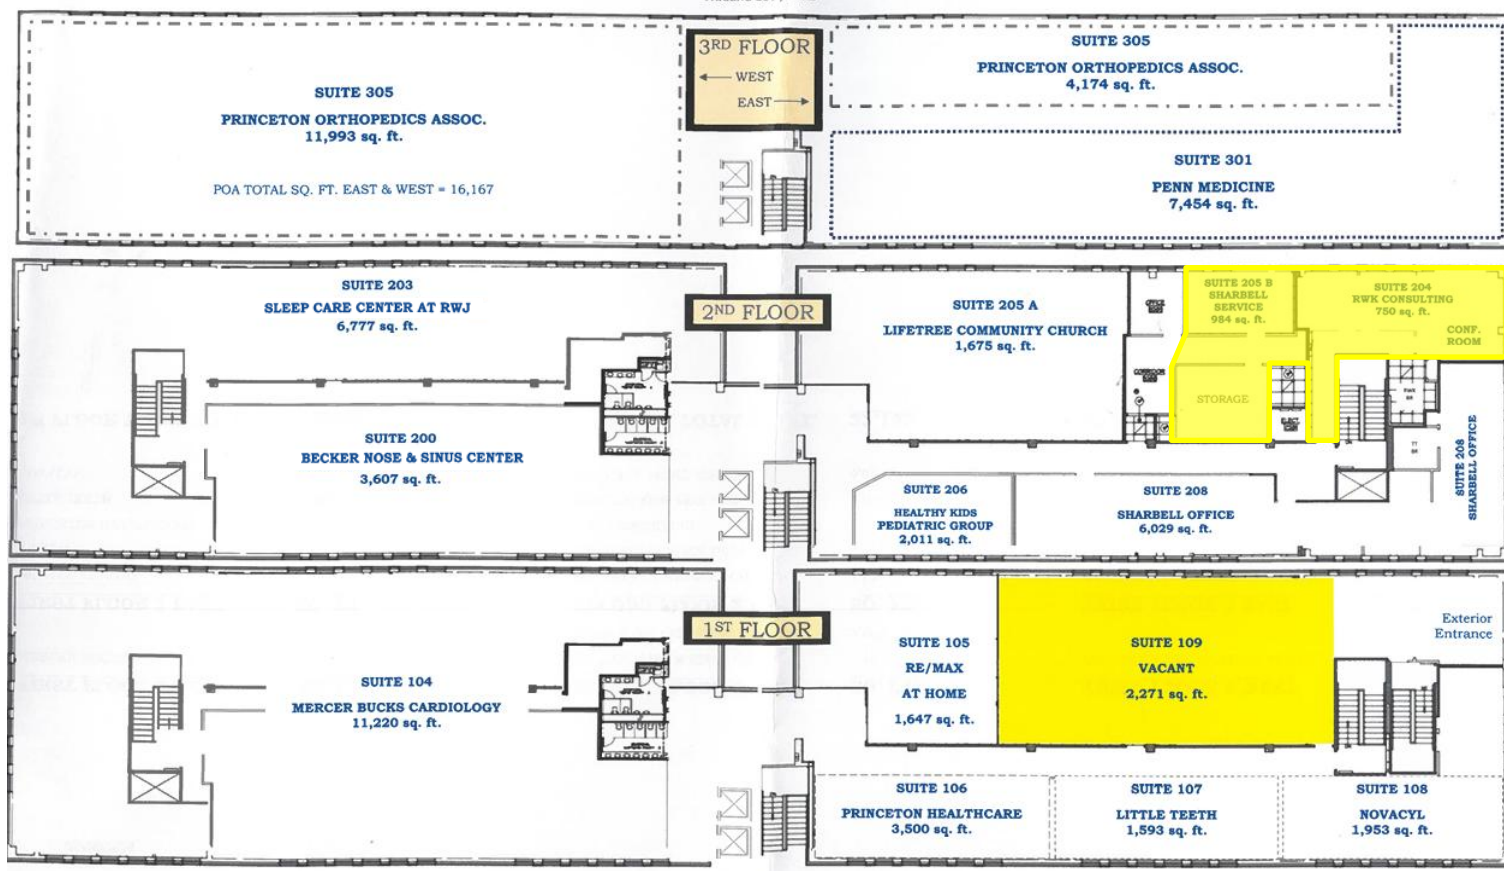 3RD FLOOR
WEST
EAST
SUITE 305
PRINCETON ORTHOPEDICS ASSOC.
11,993 sq. ft.
POA TOTAL SQ. FT. EAST & WEST = 16,167
SUITE 305
PRINCETON ORTHOPEDICS ASSOC.
4,174 sq. ft.
SUITE 301
PENN MEDICINE
7,454 sq. ft.
2ND FLOOR
SUITE 203
SLEEP CARE CENTER AT RWJ
6,777 sq. ft.
SUITE 200
BECKER NOSE & SINUS CENTER
3,607 sq. ft.
SUITE 205 A
LIFETREE COMMUNITY CHURCH
1,675 sq. ft.
SUITE 205 B
SHARBELL
SERVICE
984 sq. ft.
SUITE 204
RWK CONSULTING
750 sq. ft.
CONF.
ROOM
STORAGE
SUITE 206
HEALTHY KIDS
PEDIATRIC GROUP
2,011 sq. ft.
SUITE 208
SHARBELL OFFICE
6,029 sq. ft.
SUITE 208
SHARBELL OFFICE
1ST FLOOR
SUITE 104
MERCER BUCKS CARDIOLOGY
11,220 sq. ft.
SUITE 105
RE/MAX
AT HOME
1,647 sq. ft.
SUITE 109
VACANT
2,271 sq. ft.
Exterior
Entrance
SUITE 106
PRINCETON HEALTHCARE
3,500 sq. ft.
SUITE 107
LITTLE TEETH
1,593 sq. ft.
SUITE 108
NOVACYL
1,953 sq. ft.